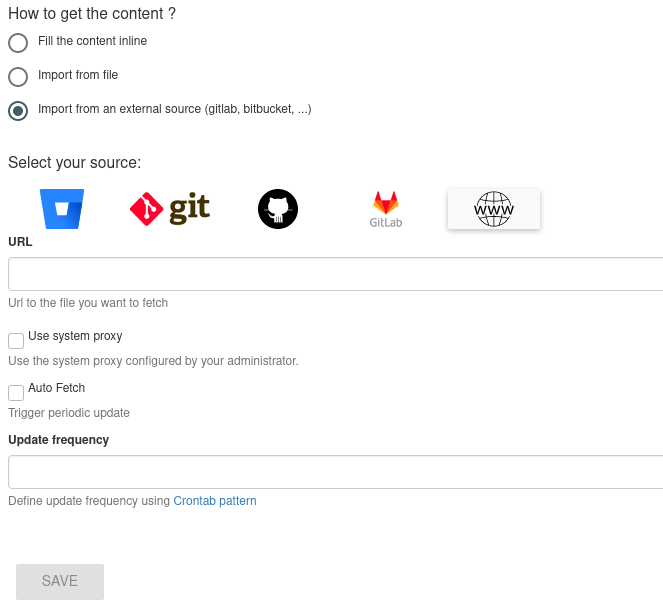 How to get the content ?
Fill the content inline
Import from file
Import from an external source (gitlab, bitbucket, ...)
Select your source:
git
GitLab
WWW
URL
Url to the file you want to fetch
Use system proxy
Use the system proxy configured by your administrator.
Auto Fetch
Trigger periodic update
Update frequency
Define update frequency using Crontab pattern
SAVE